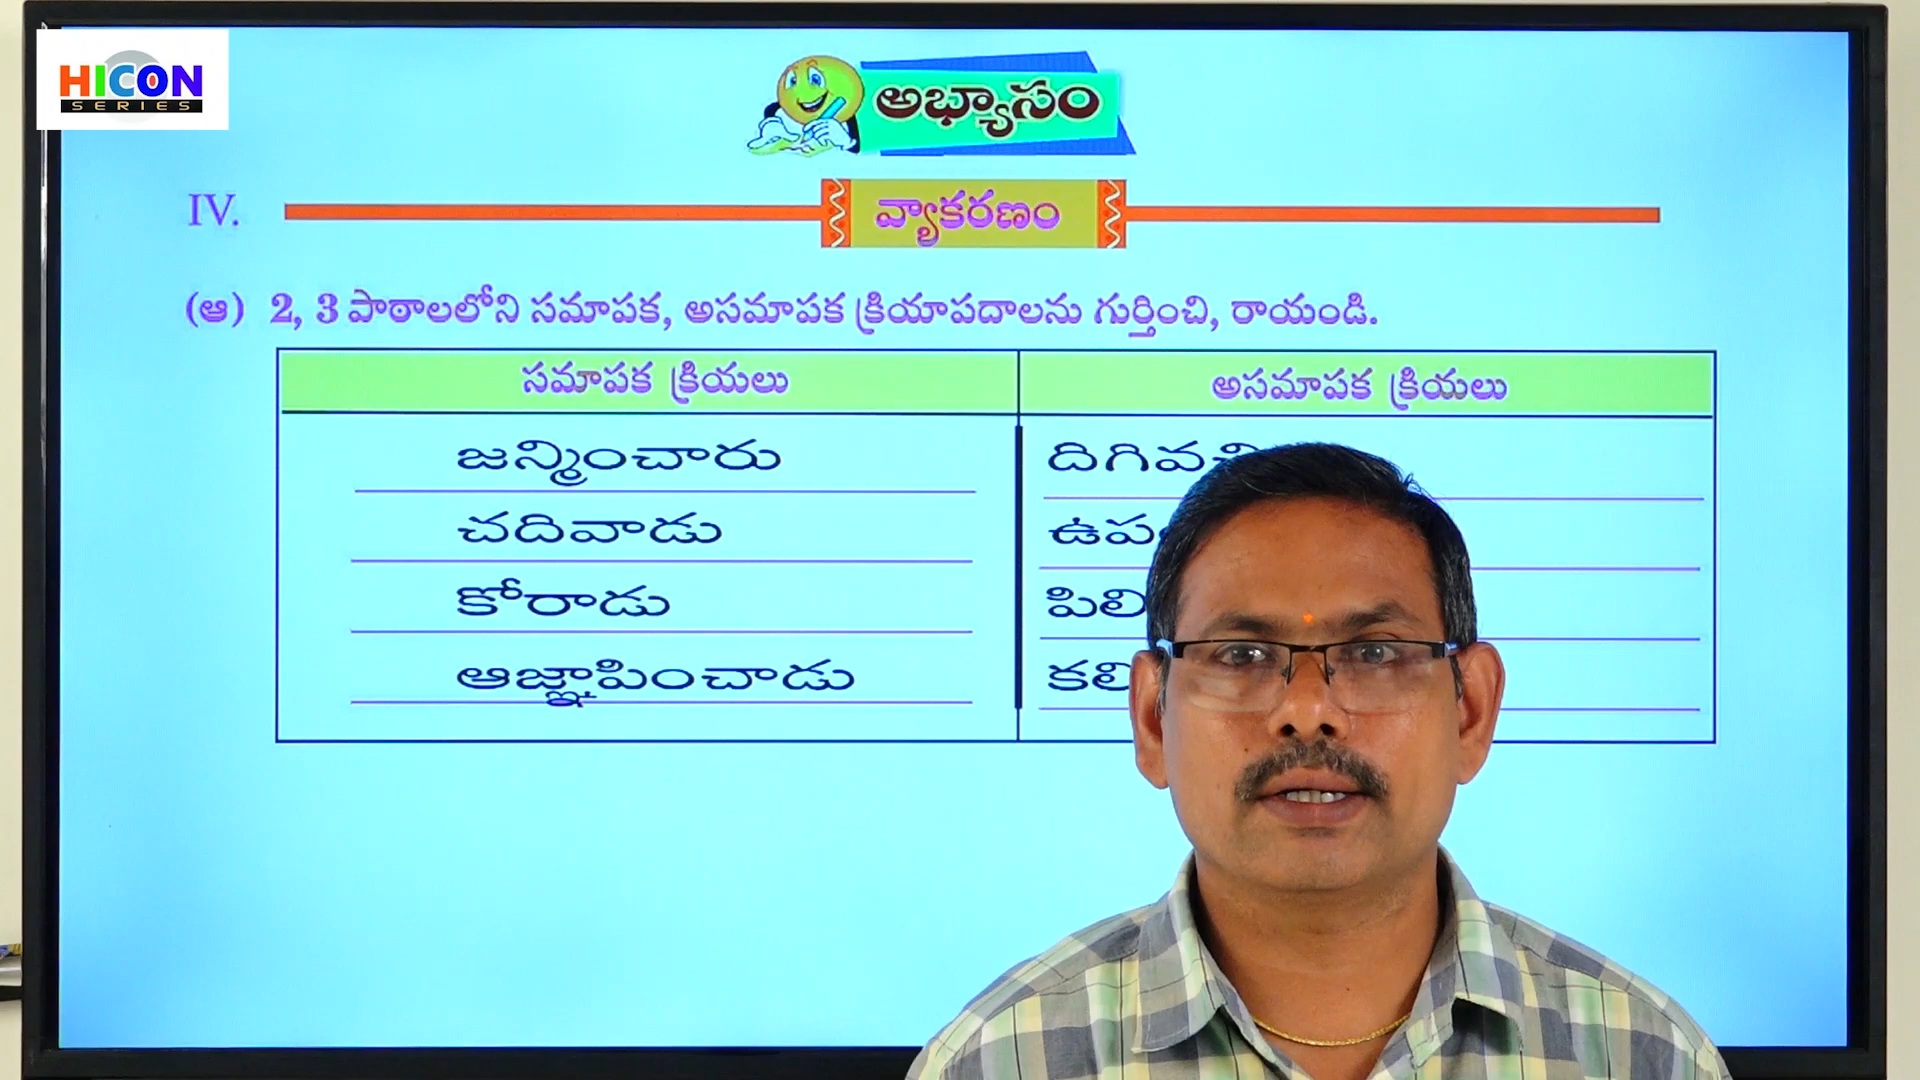 HICON
SERIES
అభ్యాసం
IV. వ్యాకరణం
(ఆ) 2, 3 పాఠాలలోని సమాపక, అసమాపక క్రియాపదాలను గుర్తించి, రాయండి.
సమాపక క్రియలు అసమాపక క్రియలు
జన్మించారు
చదివాడు
కోరాడు
ఆజ్ఞాపించాడు